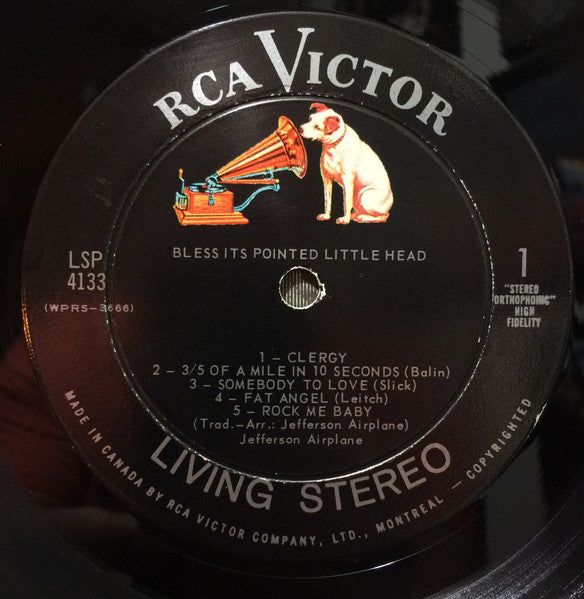 RCA VICTOR
BLESS ITS POINTED LITTLE HEAD
LSP
4133
(WPRS-3666)
1
"STEREO
ORTHOPHONIC"
HIGH
FIDELITY
1 – CLERGY
2 – 3/5 OF A MILE IN 10 SECONDS (Balin)
3 – SOMEBODY TO LOVE (Slick)
4 – FAT ANGEL (Leitch)
5 – ROCK ME BABY
(Trad.–Arr.: Jefferson Airplane)
Jefferson Airplane
LIVING STEREO
MADE IN CANADA BY RCA VICTOR COMPANY, LTD., MONTREAL – COPYRIGHTED